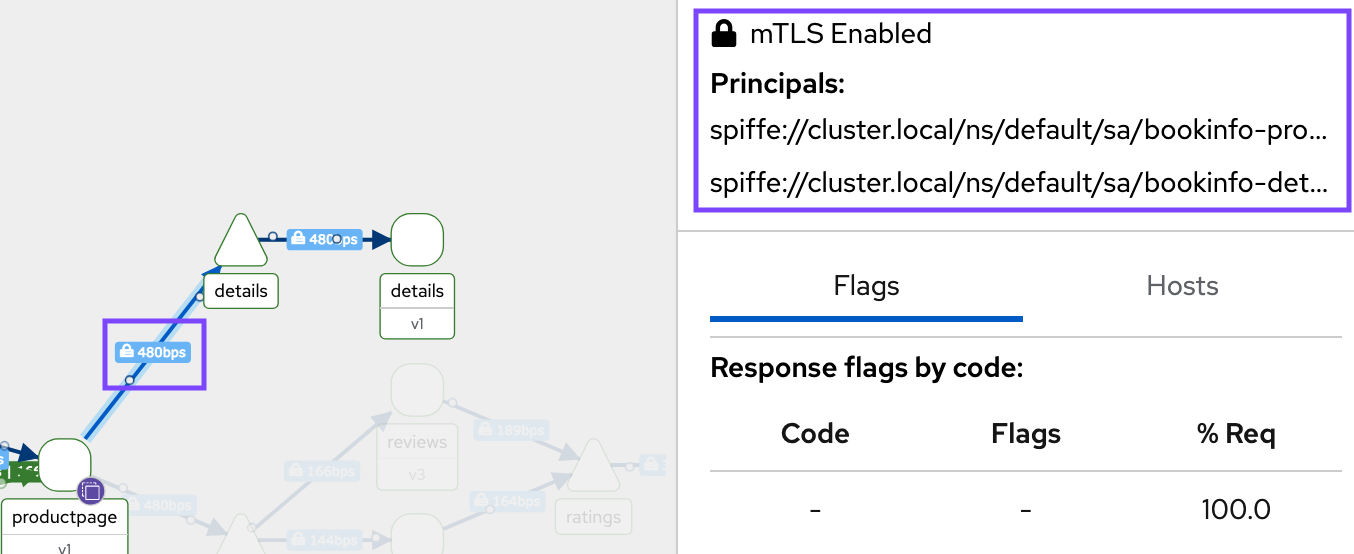 mTLS Enabled
Principals:
spiffe://cluster.local/ns/default/sa/bookinfo-pro...
spiffe://cluster.local/ns/default/sa/bookinfo-det...
Flags Hosts
Response flags by code:
Code Flags % Req
- - 100.0
480bps
details
details
v1
480bps
reviews
v3
189bps
166bps
ratings
164bps
480bps
144bps
productpage
v1